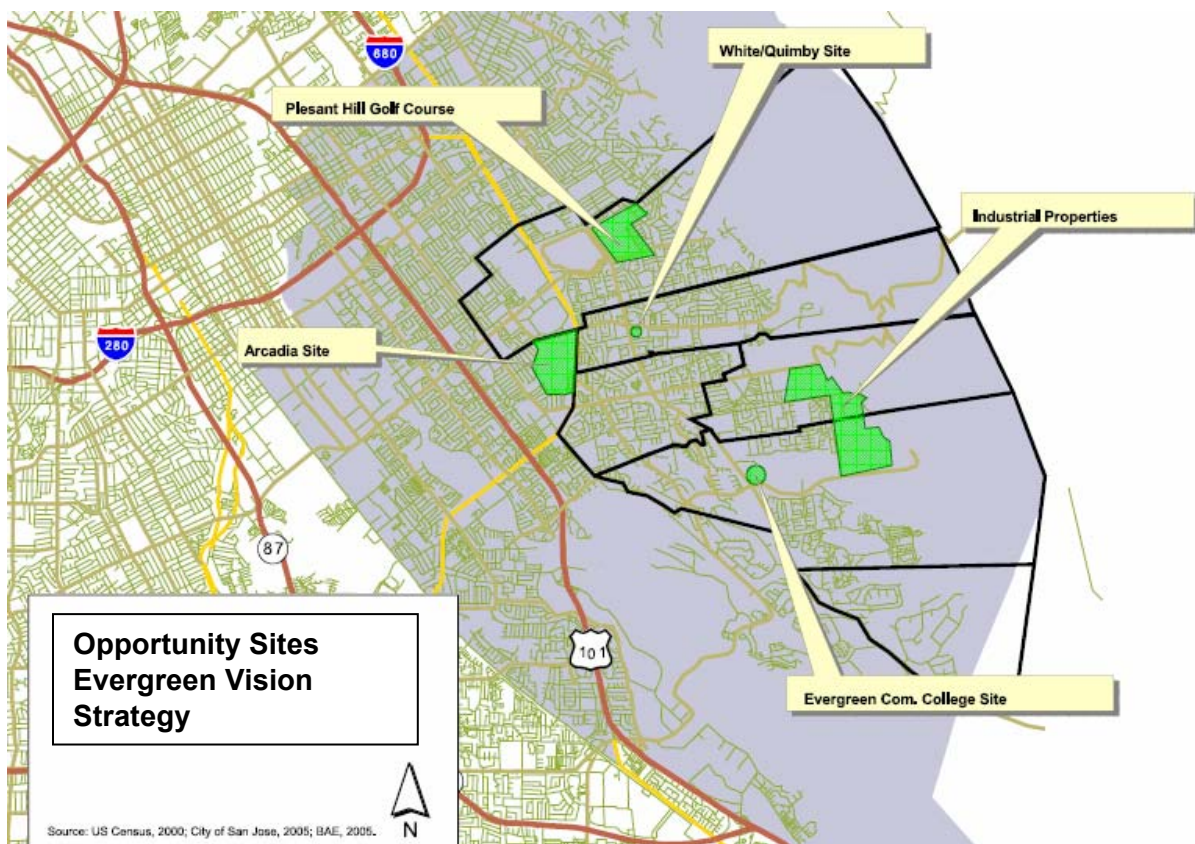 680
White/Quimby Site
Plesant Hill Golf Course
Industrial Properties
280
Arcadia Site
87
101
Evergreen Com. College Site
Opportunity Sites
Evergreen Vision
Strategy
Source: US Census, 2000; City of San Jose, 2005; BAE, 2005.
N